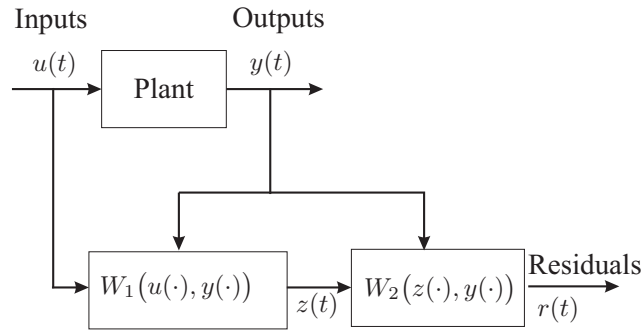 Inputs
Outputs
u(t)
Plant
y(t)
W₁(u(·), y(·))
z(t)
W₂(z(·), y(·))
Residuals
r(t)